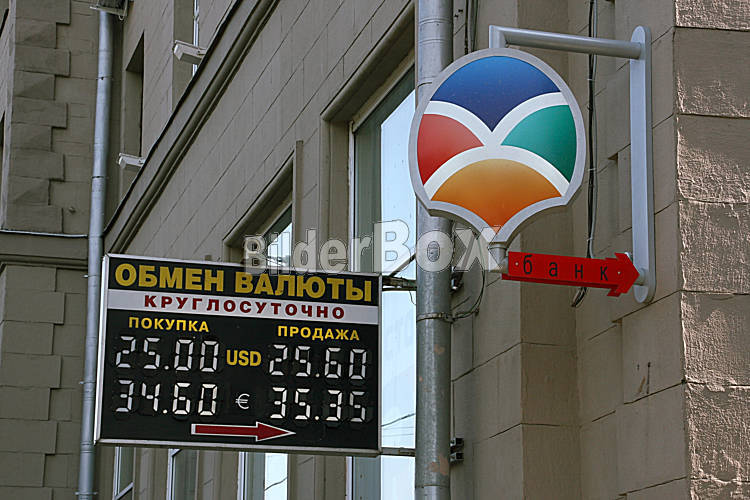 ОБМЕН ВАЛЮТЫ
КРУГЛОСУТОЧНО
ПОКУПКА ПРОДАЖА
25.00 USD 25.60
34.60 € 35.35
банк
BilderBox